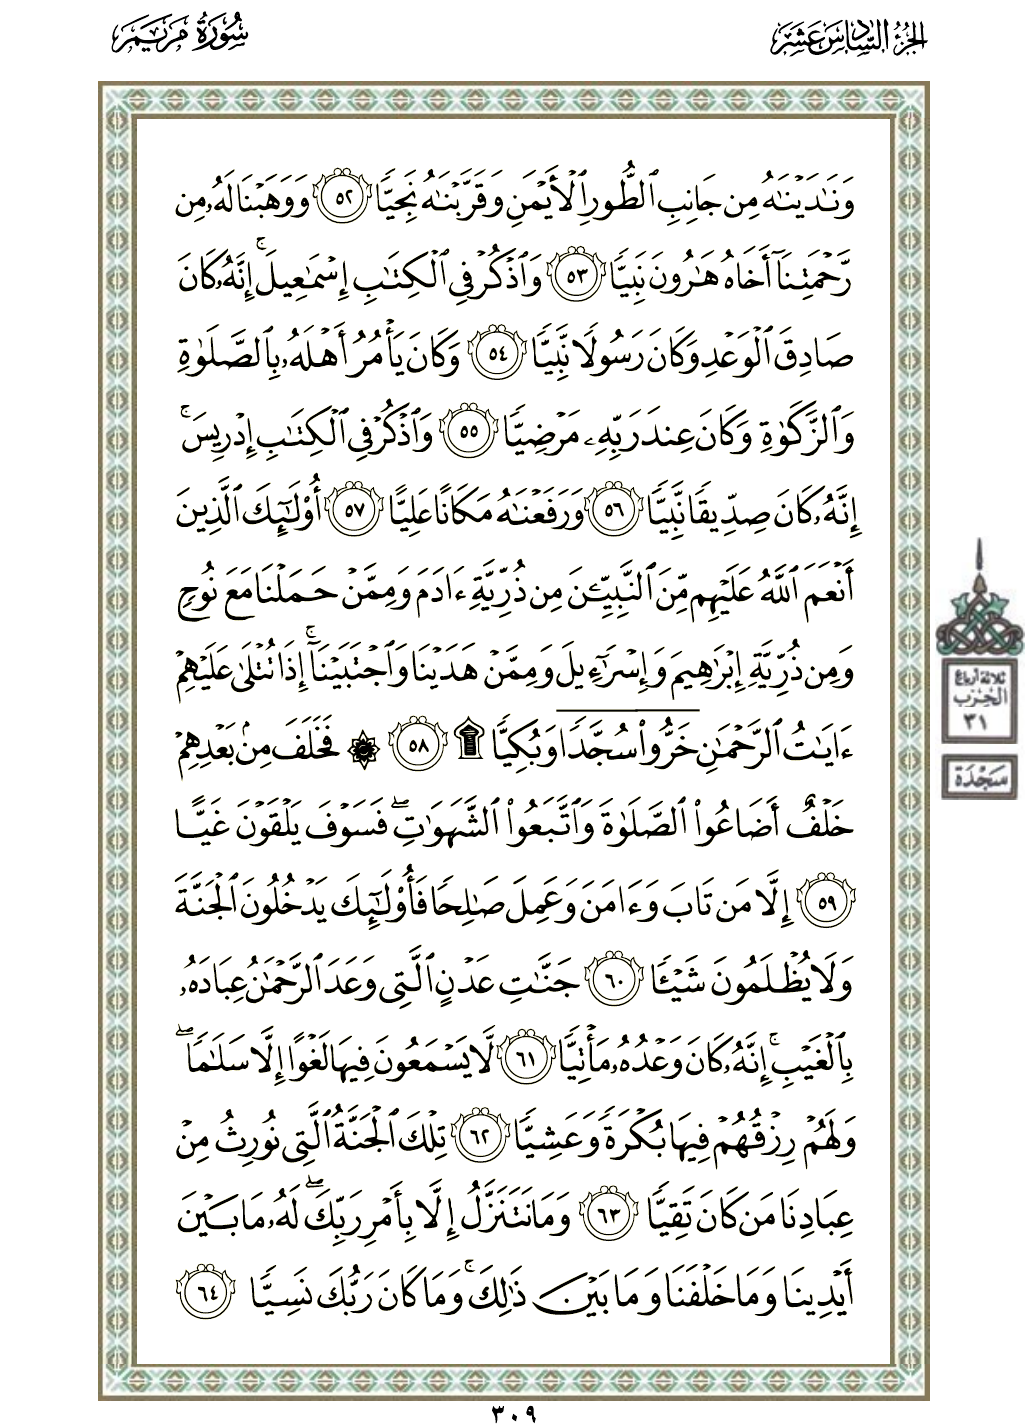 الجزء السادس عشر
سورة مريم
وَنَٰدَيْنَٰهُ مِن جَانِبِ ٱلطُّورِ ٱلْأَيْمَنِ وَقَرَّبْنَٰهُ نَجِيًّا ٥٢ وَوَهَبْنَا لَهُۥ مِن
رَّحْمَتِنَآ أَخَاهُ هَٰرُونَ نَبِيًّا ٥٣ وَٱذْكُرْ فِى ٱلْكِتَٰبِ إِسْمَٰعِيلَ ۚ إِنَّهُۥ كَانَ
صَادِقَ ٱلْوَعْدِ وَكَانَ رَسُولًا نَّبِيًّا ٥٤ وَكَانَ يَأْمُرُ أَهْلَهُۥ بِٱلصَّلَوٰةِ
وَٱلزَّكَوٰةِ وَكَانَ عِندَ رَبِّهِۦ مَرْضِيًّا ٥٥ وَٱذْكُرْ فِى ٱلْكِتَٰبِ إِدْرِيسَ ۚ
إِنَّهُۥ كَانَ صِدِّيقًا نَّبِيًّا ٥٦ وَرَفَعْنَٰهُ مَكَانًا عَلِيًّا ٥٧ أُو۟لَٰٓئِكَ ٱلَّذِينَ
أَنْعَمَ ٱللَّهُ عَلَيْهِم مِّنَ ٱلنَّبِيِّۦنَ مِن ذُرِّيَّةِ ءَادَمَ وَمِمَّنْ حَمَلْنَا مَعَ نُوحٍ
وَمِن ذُرِّيَّةِ إِبْرَٰهِيمَ وَإِسْرَٰٓءِيلَ وَمِمَّنْ هَدَيْنَا وَٱجْتَبَيْنَآ ۚ إِذَا تُتْلَىٰ عَلَيْهِمْ
ءَايَٰتُ ٱلرَّحْمَٰنِ خَرُّوا۟ سُجَّدًا وَبُكِيًّا ۩ ٥٨ ۞ فَخَلَفَ مِنۢ بَعْدِهِمْ
خَلْفٌ أَضَاعُوا۟ ٱلصَّلَوٰةَ وَٱتَّبَعُوا۟ ٱلشَّهَوَٰتِ ۖ فَسَوْفَ يَلْقَوْنَ غَيًّا
٥٩ إِلَّا مَن تَابَ وَءَامَنَ وَعَمِلَ صَٰلِحًا فَأُو۟لَٰٓئِكَ يَدْخُلُونَ ٱلْجَنَّةَ
وَلَا يُظْلَمُونَ شَيْـًٔا ٦٠ جَنَّٰتِ عَدْنٍ ٱلَّتِى وَعَدَ ٱلرَّحْمَٰنُ عِبَادَهُۥ
بِٱلْغَيْبِ ۚ إِنَّهُۥ كَانَ وَعْدُهُۥ مَأْتِيًّا ٦١ لَّا يَسْمَعُونَ فِيهَا لَغْوًا إِلَّا سَلَٰمًا ۖ
وَلَهُمْ رِزْقُهُمْ فِيهَا بُكْرَةً وَعَشِيًّا ٦٢ تِلْكَ ٱلْجَنَّةُ ٱلَّتِى نُورِثُ مِنْ
عِبَادِنَا مَن كَانَ تَقِيًّا ٦٣ وَمَا نَتَنَزَّلُ إِلَّا بِأَمْرِ رَبِّكَ ۖ لَهُۥ مَا بَيْنَ
أَيْدِينَا وَمَا خَلْفَنَا وَمَا بَيْنَ ذَٰلِكَ ۚ وَمَا كَانَ رَبُّكَ نَسِيًّا ٦٤
ثلاثة أرباع
الحزب
٣١
سجدة
٣٠٩